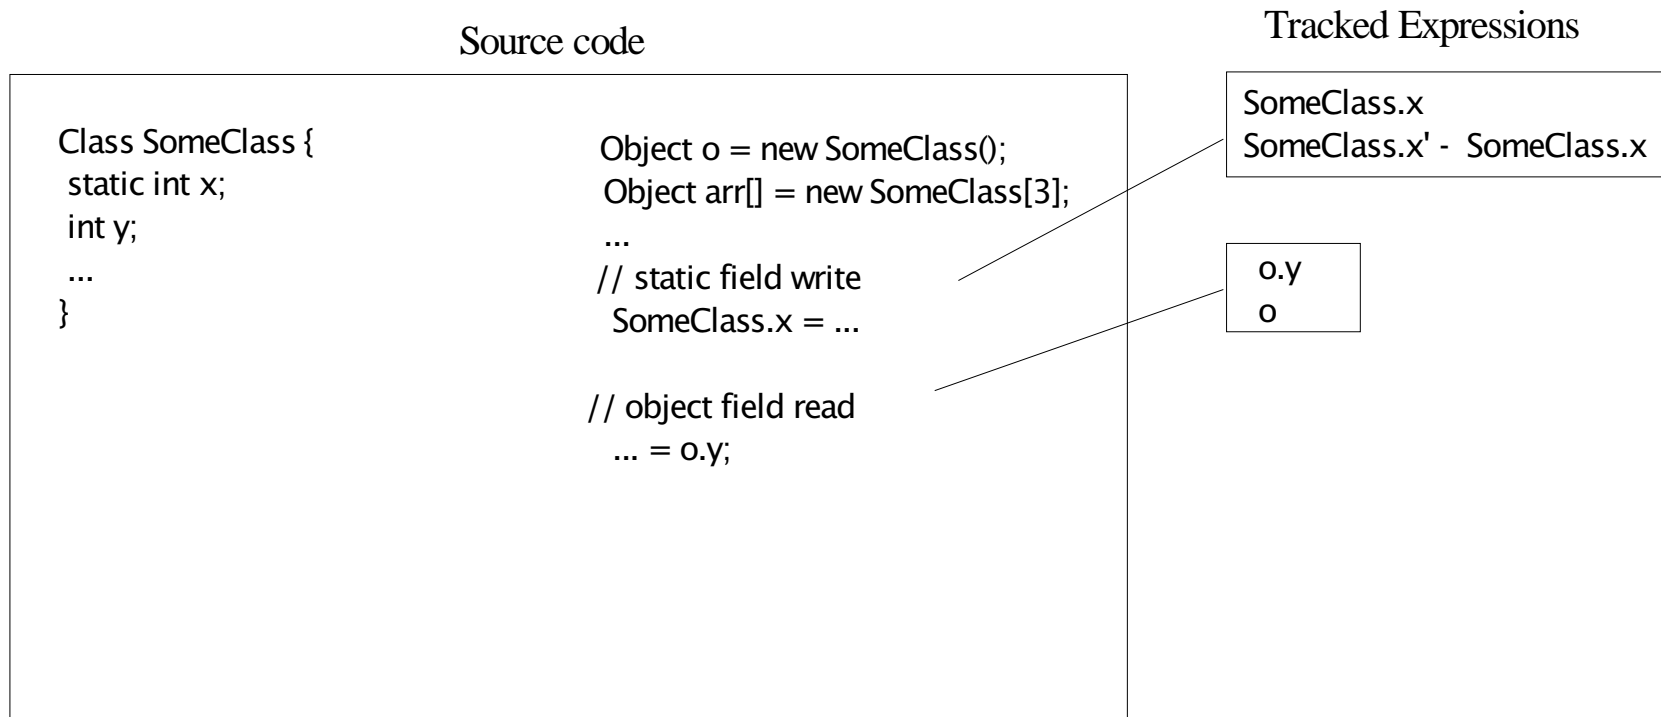 Source code
Tracked Expressions
Class SomeClass {
static int x;
int y;
...
}
Object o = new SomeClass();
Object arr[] = new SomeClass[3];
...
// static field write
SomeClass.x = ...
// object field read
... = o.y;
SomeClass.x
SomeClass.x' - SomeClass.x
o.y
o